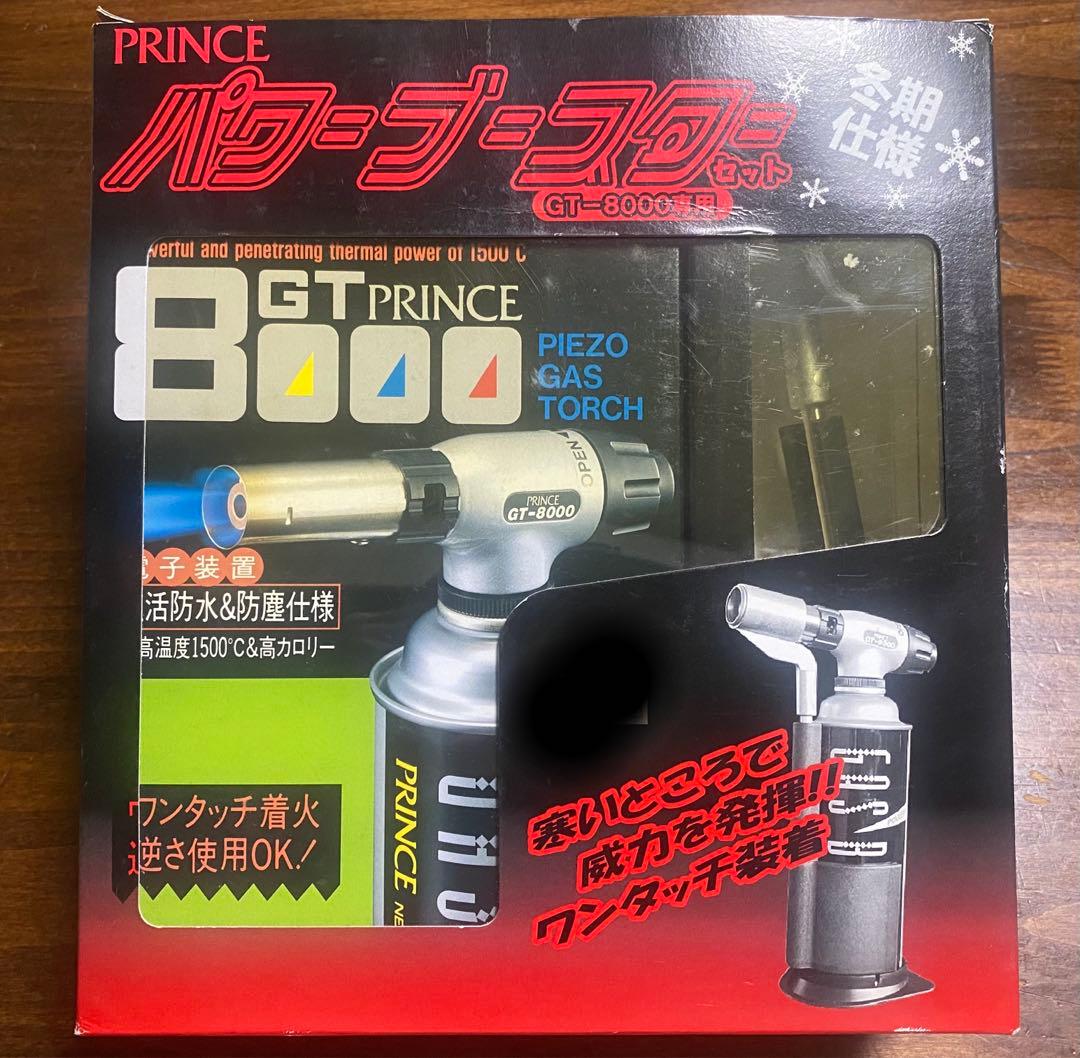 PRINCE
パワーブースター
セット
GT-8000専用
冬期
仕様
verful and penetrating thermal power of 1500 C
8000
GT PRINCE
PIEZO
GAS
TORCH
OPEN
PRINCE
GT-8000
電子装置
活防水&防塵仕様
高温度1500℃&高カロリー
ワンタッチ着火
逆さ使用OK!
PRINCE
NE
寒いところで
威力を発揮!!
ワンタッチ装着
GT-8000
GAS